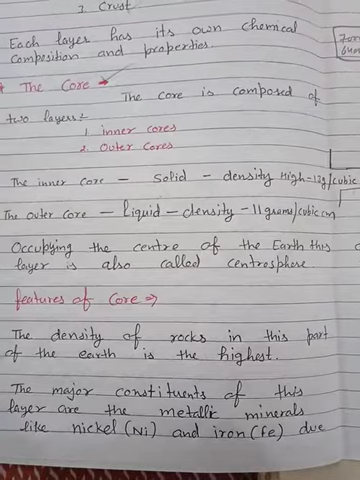 3. Crust
Each layer has its own chemical
composition and properties.
* The Core →
The core is composed of
two layers:-
1. inner cores
2. Outer Cores
The inner core - Solid - density High=12g/cubic
The outer core - Liquid - density - 11 grams/cubic cm
Occupying the centre of the Earth this
layer is also called centrosphere
features of Core ⇒
The density of rocks in this part
of the earth is the highest.
The major constituents of this
layer are the metallic minerals
like nickel (Ni) and iron (fe) due